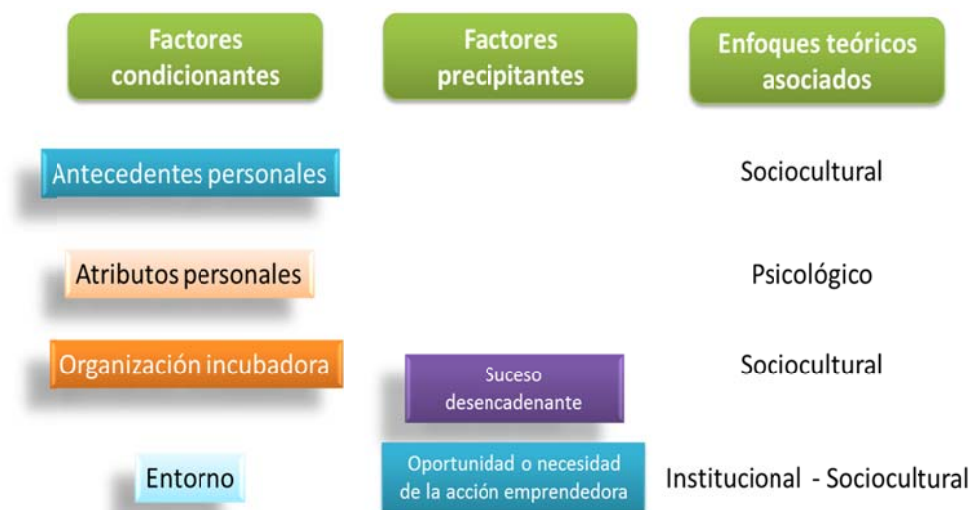 Factores
condicionantes
Factores
precipitantes
Enfoques teóricos
asociados
Antecedentes personales
Sociocultural
Atributos personales
Psicológico
Organización incubadora
Suceso
desencadenante
Sociocultural
Entorno
Oportunidad o necesidad
de la acción emprendedora
Institucional - Sociocultural